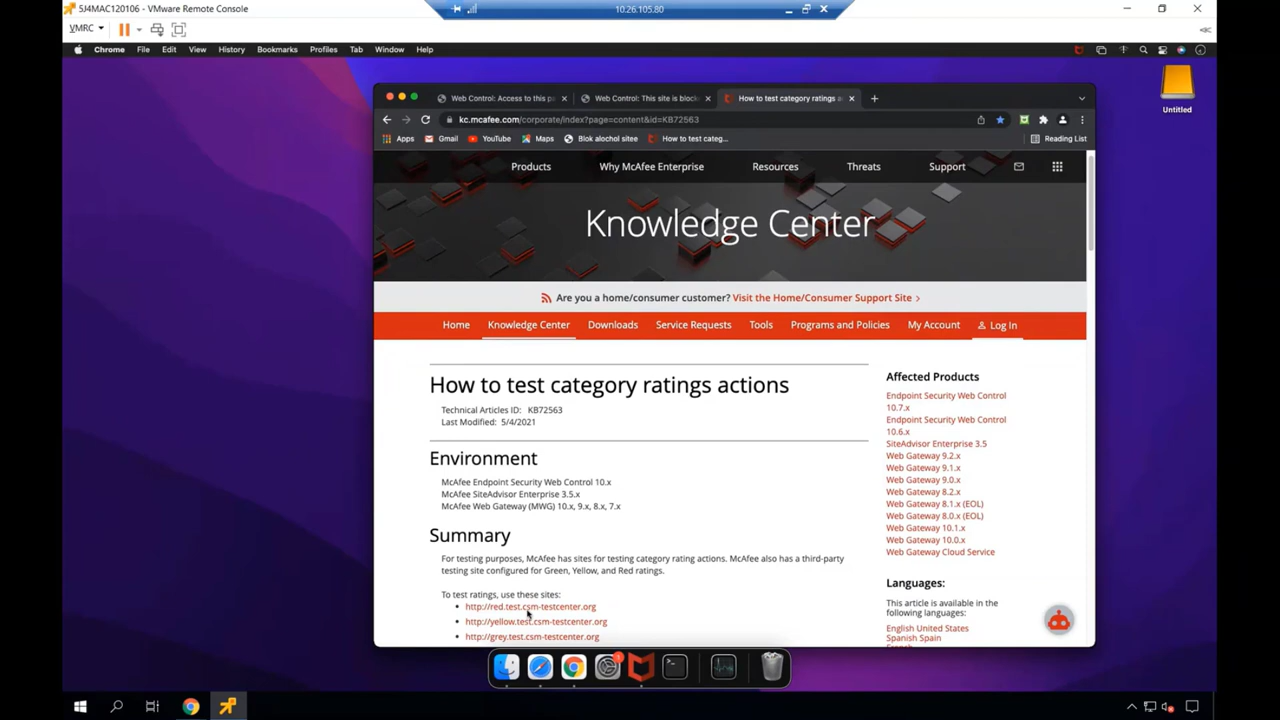 5J4MAC120106 - VMware Remote Console
10.26.105.80
VMRC
Chrome File Edit View History Bookmarks Profiles Tab Window Help
Untitled
Web Control: Access to this pa
Web Control: This site is block
How to test category ratings a
kc.mcafee.com/corporate/index?page=content&id=KB72563
Apps Gmail YouTube Maps Blok alochol sites How to test categ... Reading List
Products Why McAfee Enterprise Resources Threats Support
Knowledge Center
Are you a home/consumer customer? Visit the Home/Consumer Support Site >
Home Knowledge Center Downloads Service Requests Tools Programs and Policies My Account Log In
How to test category ratings actions
Technical Articles ID: KB72563
Last Modified: 5/4/2021
Environment
McAfee Endpoint Security Web Control 10.x
McAfee SiteAdvisor Enterprise 3.5.x
McAfee Web Gateway (MWG) 10.x, 9.x, 8.x, 7.x
Summary
For testing purposes, McAfee has sites for testing category rating actions. McAfee also has a third-party
testing site configured for Green, Yellow, and Red ratings.
To test ratings, use these sites:
• http://red.test.csm-testcenter.org
• http://yellow.test.csm-testcenter.org
• http://grey.test.csm-testcenter.org
Affected Products
Endpoint Security Web Control
10.7.x
Endpoint Security Web Control
10.6.x
SiteAdvisor Enterprise 3.5
Web Gateway 9.2.x
Web Gateway 9.1.x
Web Gateway 9.0.x
Web Gateway 8.2.x
Web Gateway 8.1.x (EOL)
Web Gateway 8.0.x (EOL)
Web Gateway 10.1.x
Web Gateway 10.0.x
Web Gateway Cloud Service
Languages:
This article is available in the
following languages:
English United States
Spanish Spain